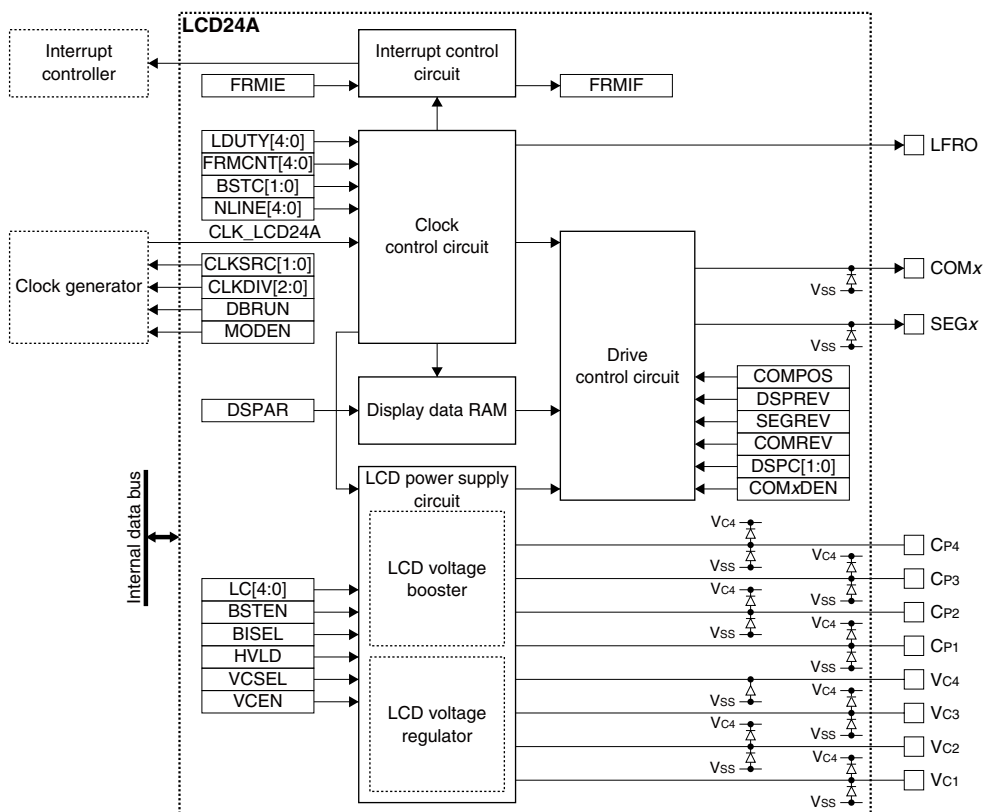 LCD24A
Interrupt
controller
Interrupt control
circuit
FRMIE
FRMIF
LDUTY[4:0]
FRMCNT[4:0]
BSTC[1:0]
NLINE[4:0]
LFRO
Clock
control circuit
CLK_LCD24A
Clock generator
CLKSRC[1:0]
CLKDIV[2:0]
DBRUN
MODEN
COMx
VSS
SEGx
VSS
Drive
control circuit
COMPOS
DSPREV
SEGREV
COMREV
DSPC[1:0]
COMxDEN
DSPAR
Display data RAM
LCD power supply
circuit
Internal data bus
LCD voltage
booster
LC[4:0]
BSTEN
BISEL
HVLD
VCSEL
VCEN
LCD voltage
regulator
VC4
CP4
VSS
VC4
CP3
VSS
VC4
CP2
VSS
VC4
CP1
VSS
VC4
VSS
VC4
VC3
VSS
VC4
VC2
VSS
VC4
VC1
VSS